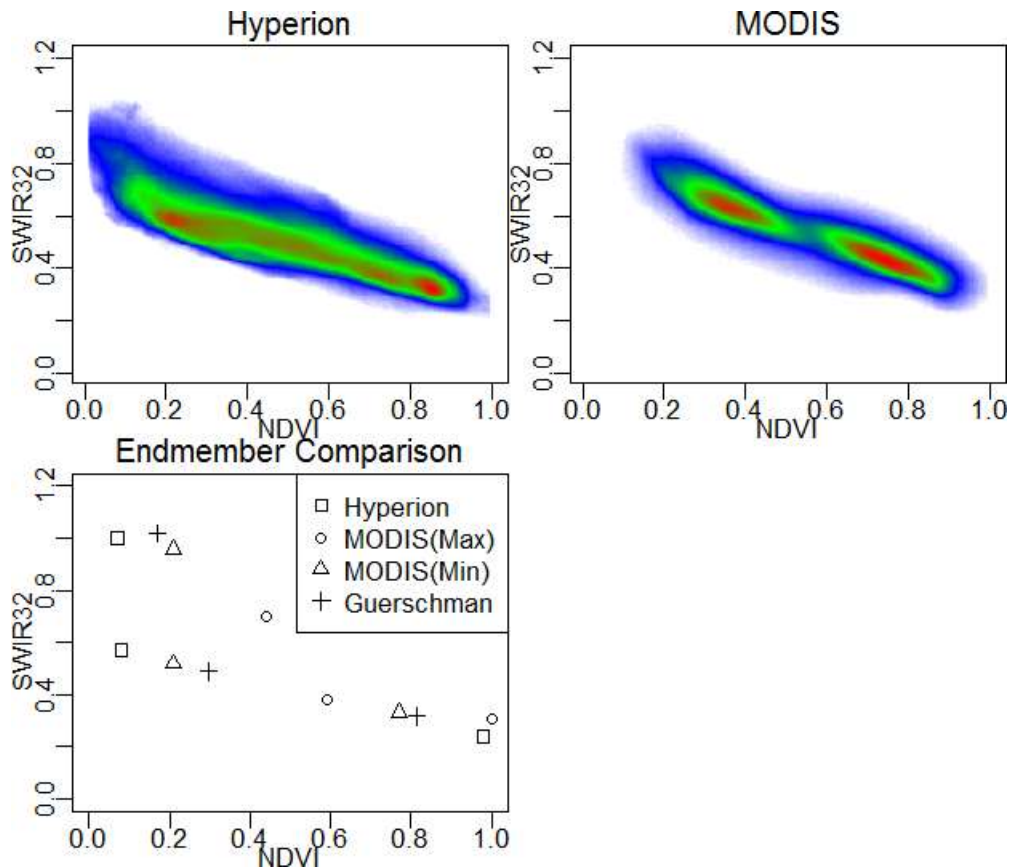 Hyperion
SWIR32
0.0 0.4 0.8 1.2
0.0 0.2 0.4 0.6 0.8 1.0
NDVI
MODIS
SWIR32
0.0 0.4 0.8 1.2
0.2 0.4 0.6 0.8 1.0
NDVI
Endmember Comparison
SWIR32
0.0 0.4 0.8 1.2
Hyperion
MODIS(Max)
MODIS(Min)
Guerschman
0.0 0.2 0.4 0.6 0.8 1.0
NDVI